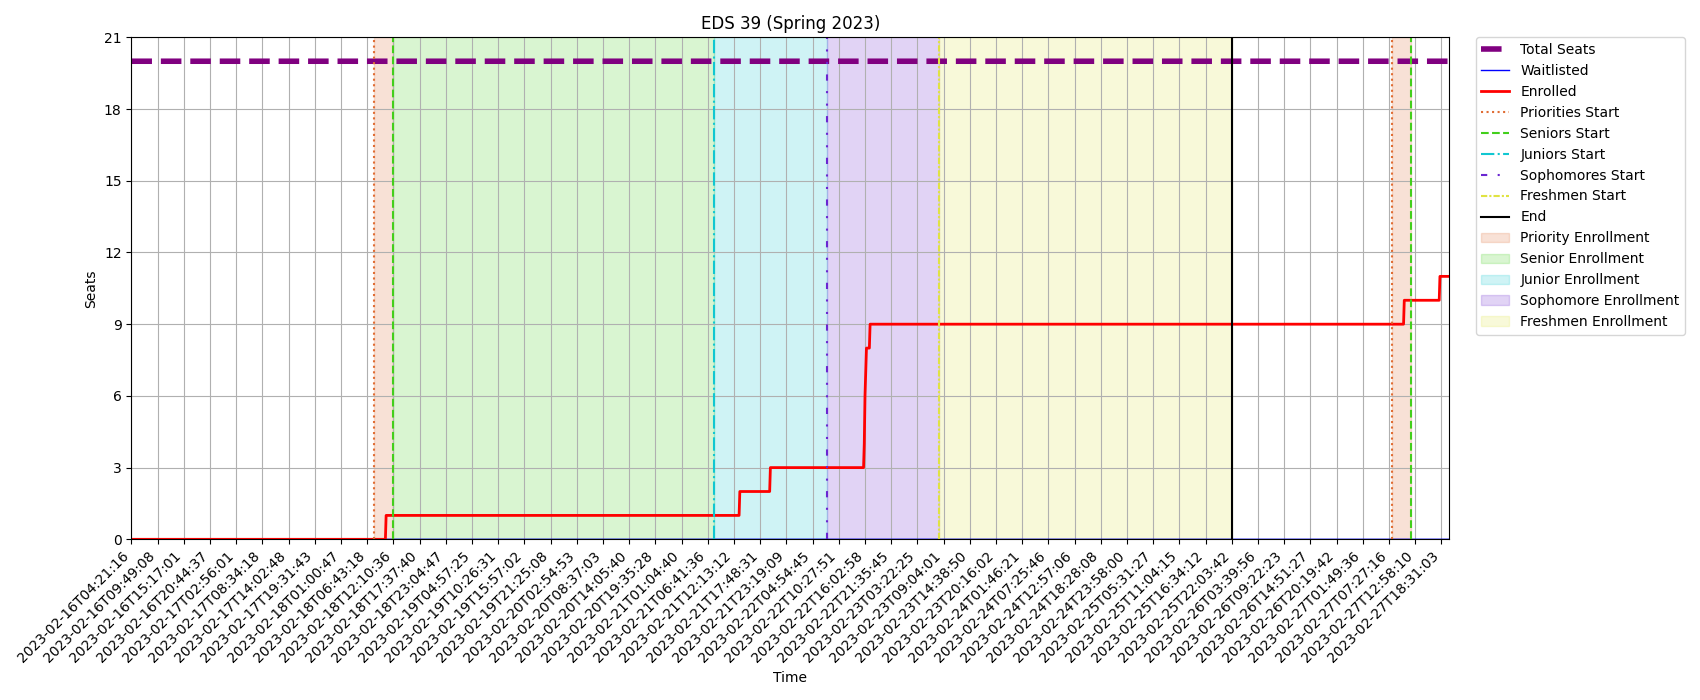 EDS 39 (Spring 2023)
21
18
15
12
9
6
3
0
Seats
2023-02-16T04:21:16
2023-02-16T09:49:08
2023-02-16T15:17:01
2023-02-16T20:44:37
2023-02-17T02:56:01
2023-02-17T08:34:18
2023-02-17T14:02:48
2023-02-17T19:31:43
2023-02-18T01:00:47
2023-02-18T06:43:18
2023-02-18T12:10:36
2023-02-18T17:37:40
2023-02-18T23:04:47
2023-02-19T04:57:25
2023-02-19T10:26:31
2023-02-19T15:57:02
2023-02-19T21:25:08
2023-02-20T02:54:53
2023-02-20T08:37:03
2023-02-20T14:05:40
2023-02-20T19:35:28
2023-02-21T01:04:40
2023-02-21T06:41:36
2023-02-21T12:13:12
2023-02-21T17:48:31
2023-02-21T23:19:09
2023-02-22T04:54:45
2023-02-22T10:27:51
2023-02-22T16:02:58
2023-02-22T21:35:45
2023-02-23T03:22:25
2023-02-23T09:04:01
2023-02-23T14:38:50
2023-02-23T20:16:02
2023-02-24T01:46:21
2023-02-24T07:25:46
2023-02-24T12:57:06
2023-02-24T18:28:08
2023-02-24T23:58:00
2023-02-25T05:31:27
2023-02-25T11:04:15
2023-02-25T16:34:12
2023-02-25T22:03:42
2023-02-26T03:39:56
2023-02-26T09:22:23
2023-02-26T14:51:27
2023-02-26T20:19:42
2023-02-27T01:49:36
2023-02-27T07:27:16
2023-02-27T12:58:10
2023-02-27T18:31:03
Time
Total Seats
Waitlisted
Enrolled
Priorities Start
Seniors Start
Juniors Start
Sophomores Start
Freshmen Start
End
Priority Enrollment
Senior Enrollment
Junior Enrollment
Sophomore Enrollment
Freshmen Enrollment